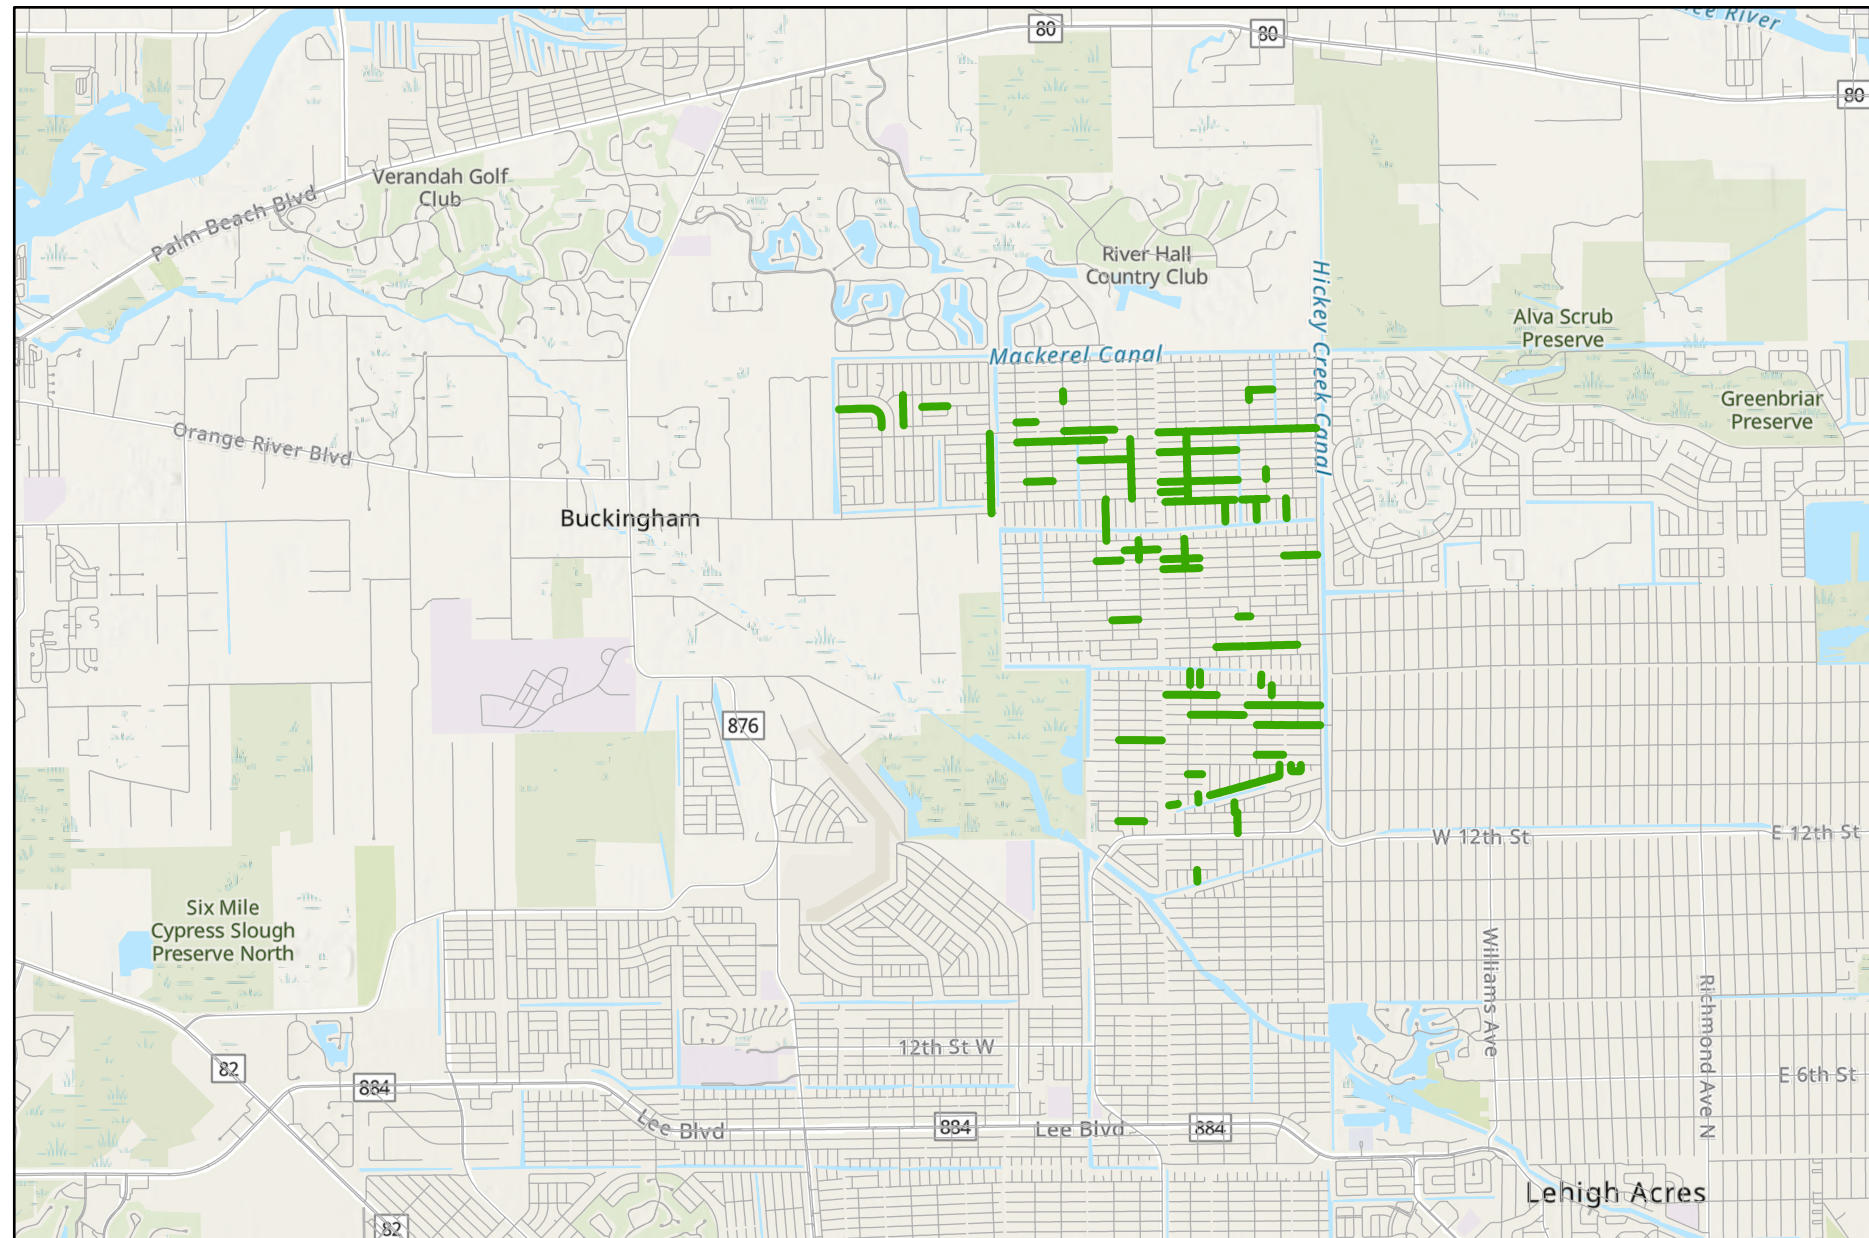 80
80
River
80
Verandah Golf
Club
Palm Beach Blvd
River Hall
Country Club
Hickey Creek Canal
Alva Scrub
Preserve
Mackerel Canal
Greenbriar
Preserve
Orange River Blvd
Buckingham
876
W 12th St
E 12th St
Six Mile
Cypress Slough
Preserve North
Williams Ave
Richmond Ave N
12th St W
82
884
E 6th St
Lee Blvd
884
Lee Blvd
884
Lehigh Acres
82